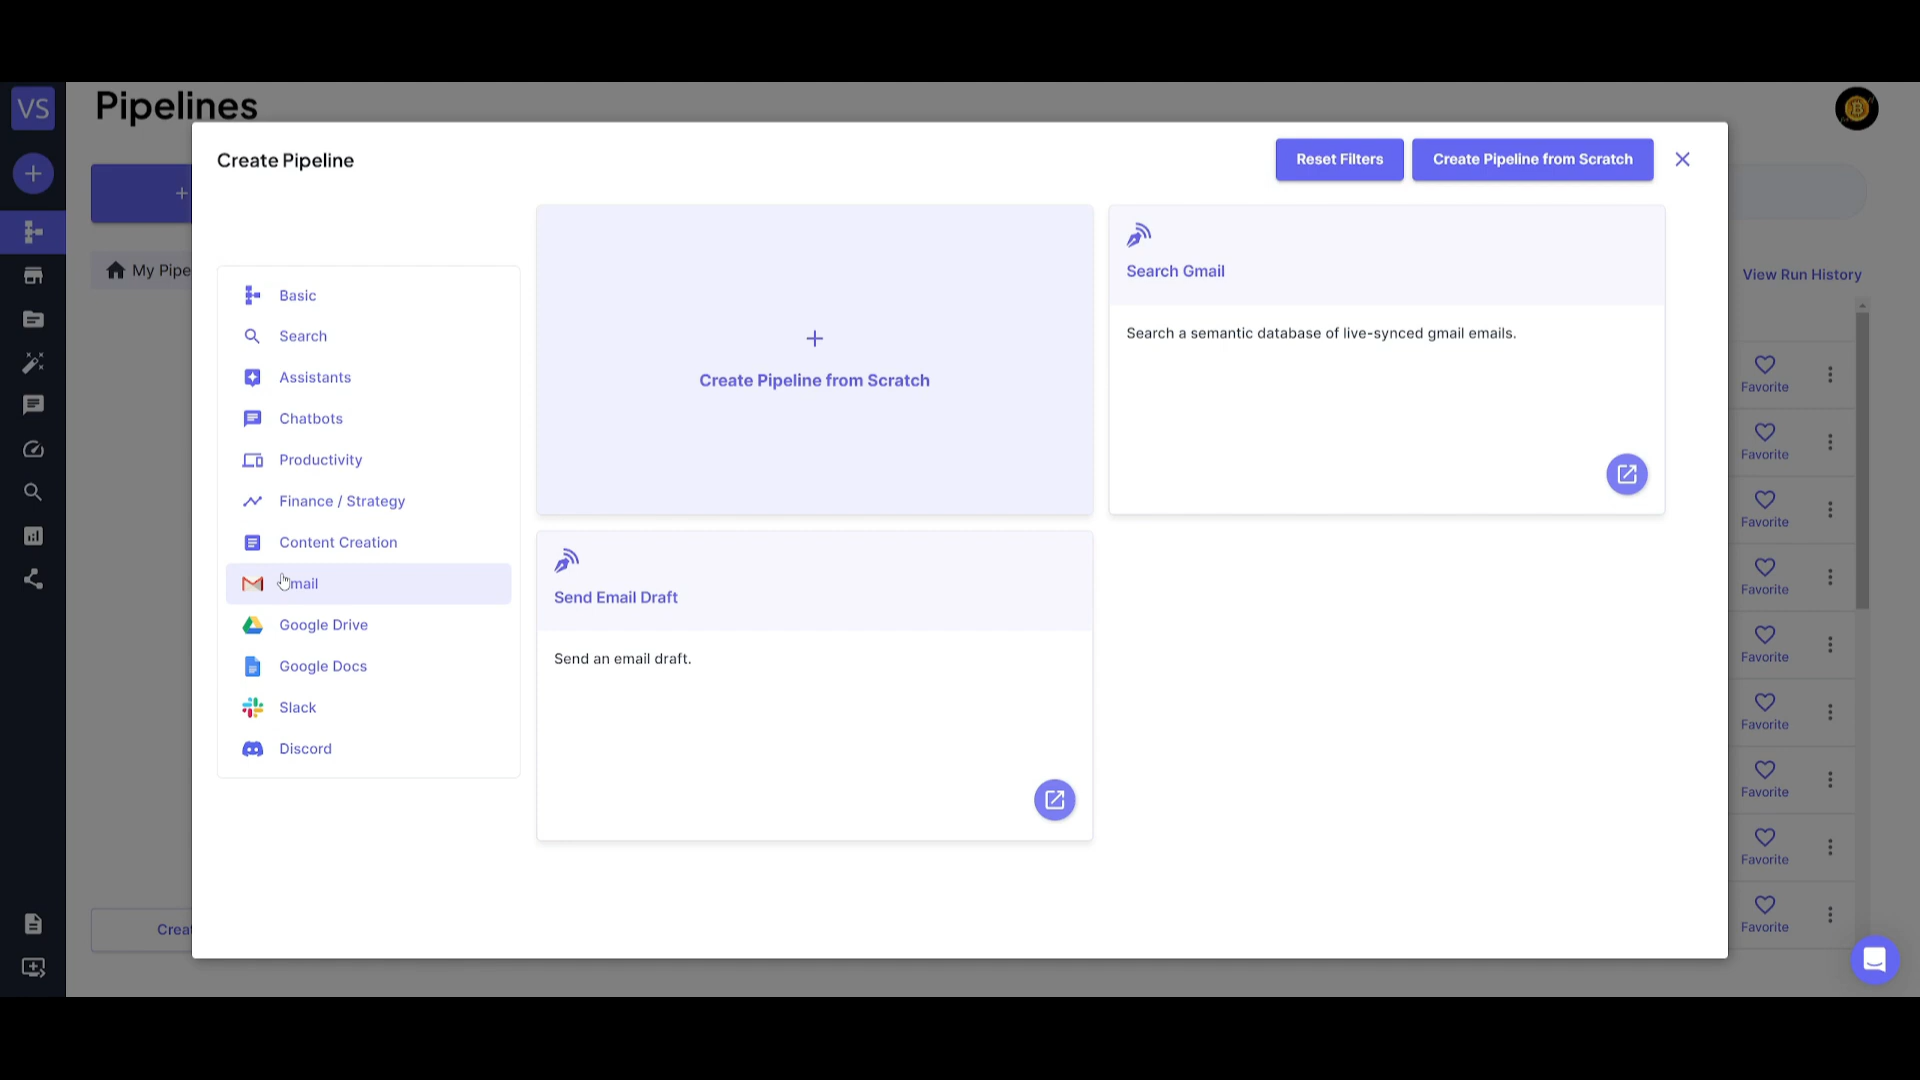 VS
Pipelines
Create Pipeline
Reset Filters
Create Pipeline from Scratch
+
My Pipe
View Run History
Basic
Search
Assistants
Chatbots
Productivity
Finance / Strategy
Content Creation
mail
Google Drive
Google Docs
Slack
Discord
+
Create Pipeline from Scratch
Search Gmail
Search a semantic database of live-synced gmail emails.
Send Email Draft
Send an email draft.
Favorite
Favorite
Favorite
Favorite
Favorite
Favorite
Favorite
Favorite
Favorite
Crea